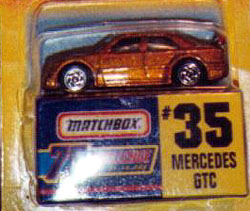 MATCHBOX
#35
MERCEDES
GTC